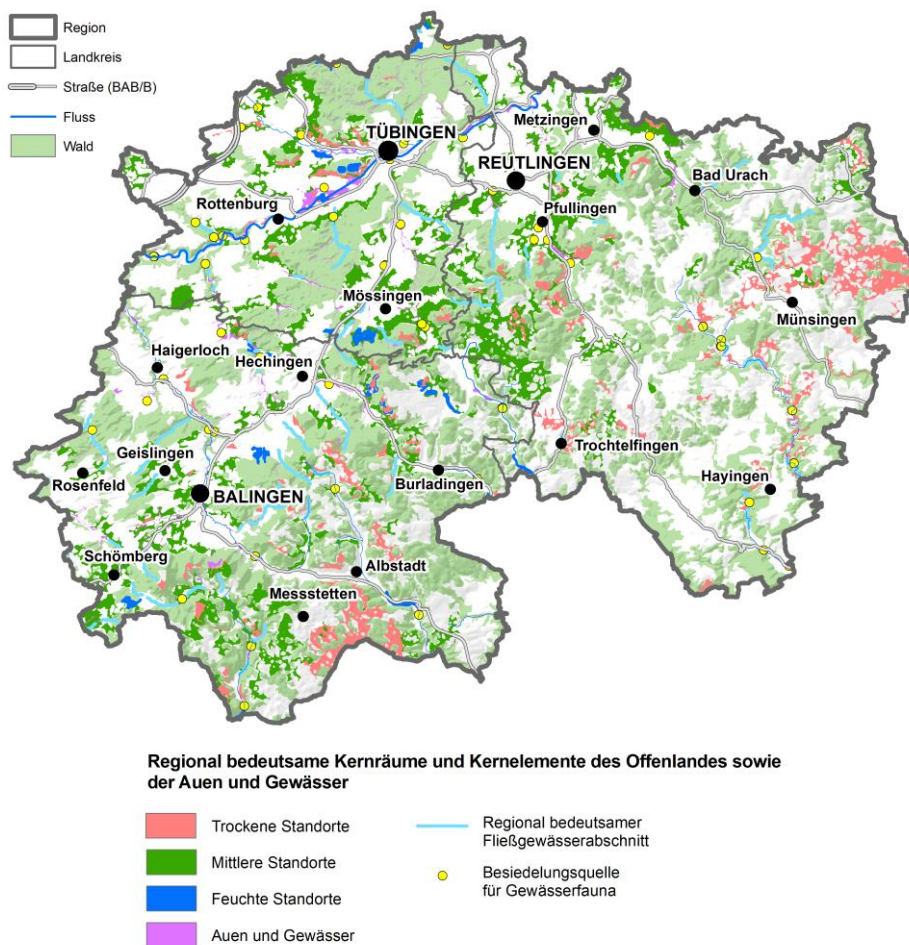 Region
Landkreis
Straße (BAB/B)
Fluss
Wald
TÜBINGEN
Metzingen
REUTLINGEN
Bad Urach
Rottenburg
Pfullingen
Mössingen
Münsingen
Haigerloch
Hechingen
Trochtelfingen
Geislingen
Rosenfeld
Burladingen
Hayingen
BALINGEN
Schömberg
Albstadt
Messstetten
Regional bedeutsame Kernräume und Kernelemente des Offenlandes sowie
der Auen und Gewässer
Trockene Standorte
Mittlere Standorte
Feuchte Standorte
Auen und Gewässer
Regional bedeutsamer
Fließgewässerabschnitt
Besiedelungsquelle
für Gewässerfauna